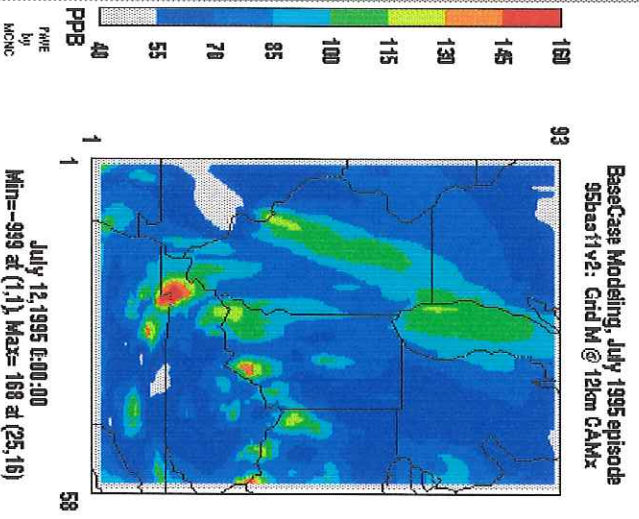 BaseCase Modeling, July 1995 episode
95basf1v2: Grid M @ 12km CAMx
PPB
160
145
130
115
100
85
70
55
40
PAVE
by
MCNC
93
1
1
58
July 12,1995 0:00:00
Min=-999 at (1,1), Max= 168 at (25,16)